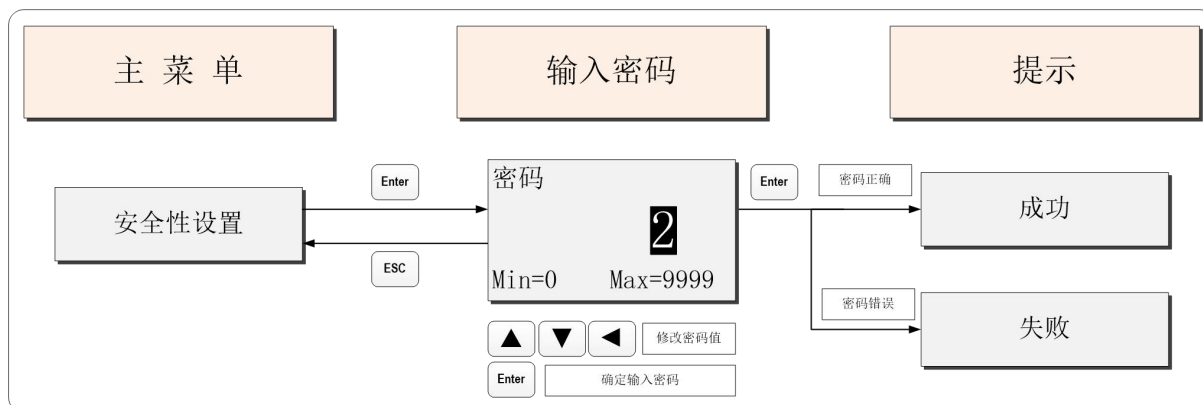 主 菜 单
输入密码
提示
安全性设置
Enter
ESC
密码
2
Min=0 Max=9999
Enter
密码正确
成功
密码错误
失败
修改密码值
Enter
确定输入密码